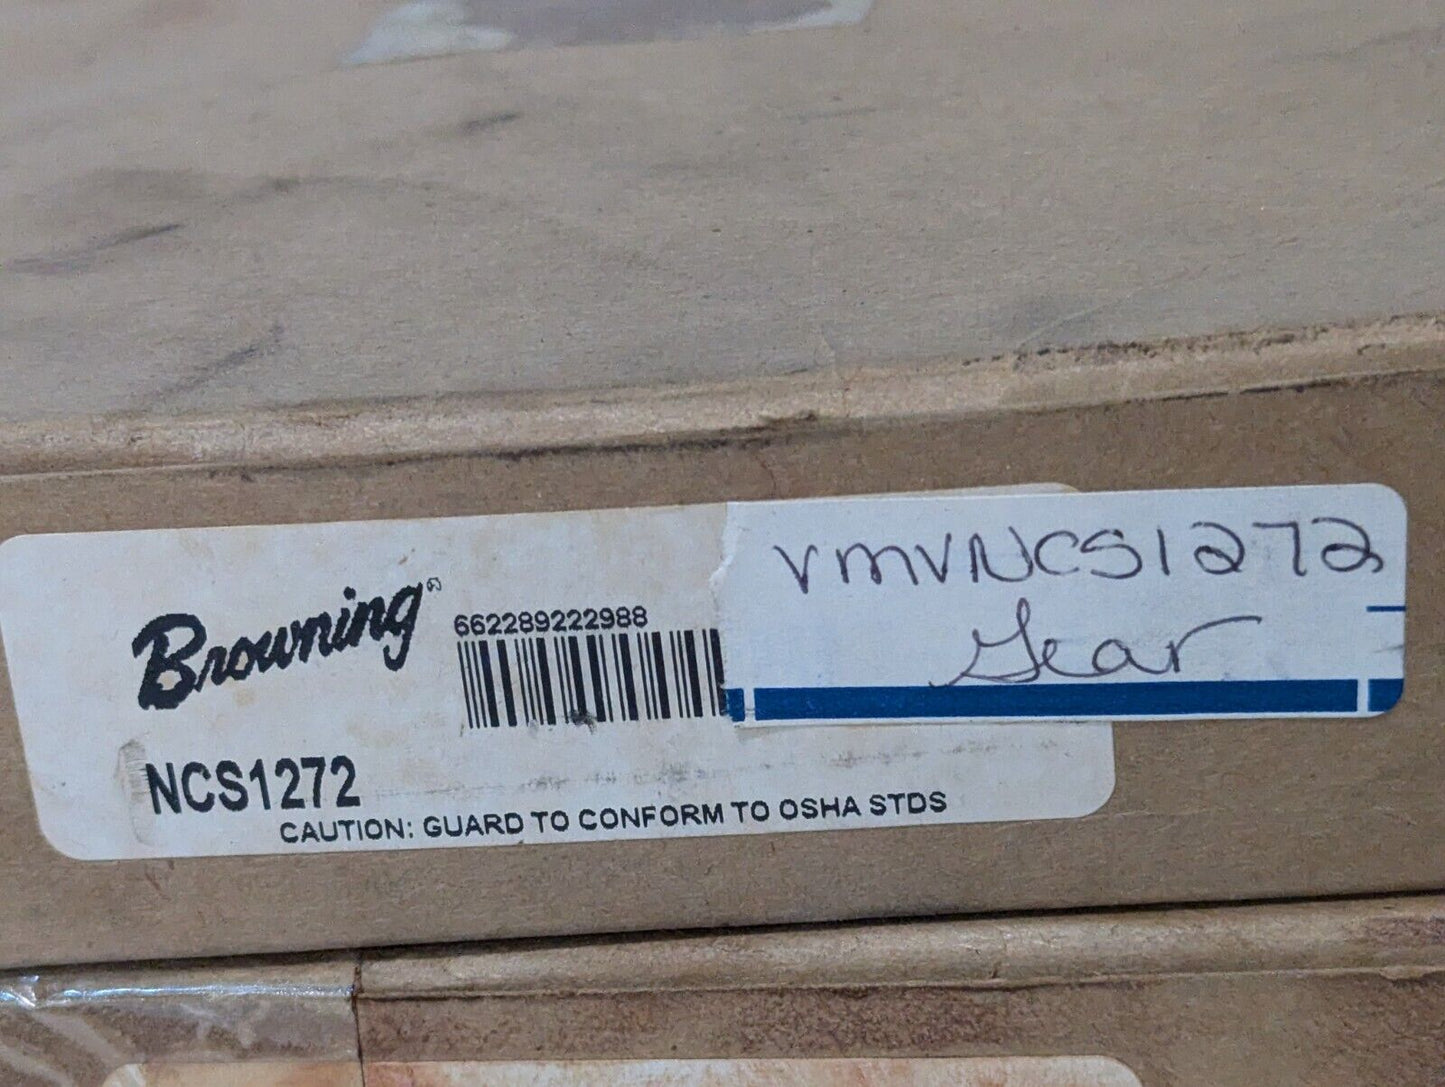 Browning®
662289222988
NCS1272
CAUTION: GUARD TO CONFORM TO OSHA STDS
VMVNCS1272
Gear